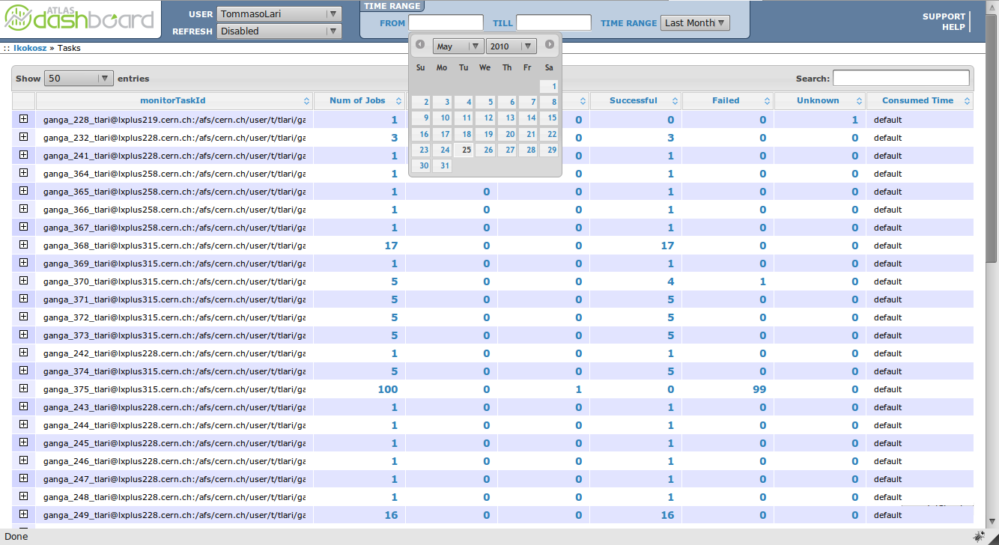 ATLAS dashboard
USER TommasoLari
REFRESH Disabled
TIME RANGE
FROM TILL TIME RANGE Last Month
SUPPORT
HELP
:: lkokosz » Tasks
May 2010
Su Mo Tu We Th Fr Sa
1
2 3 4 5 6 7 8
9 10 11 12 13 14 15
16 17 18 19 20 21 22
23 24 25 26 27 28 29
30 31
Show 50 entries Search:
monitorTaskId Num of Jobs Successful Failed Unknown Consumed Time
ganga_228_tlari@lxplus219.cern.ch:/afs/cern.ch/user/t/tlari/ga 1 0 0 0 1 default
ganga_232_tlari@lxplus228.cern.ch:/afs/cern.ch/user/t/tlari/ga 3 0 3 0 0 default
ganga_241_tlari@lxplus228.cern.ch:/afs/cern.ch/user/t/tlari/ga 1 0 1 0 0 default
ganga_364_tlari@lxplus258.cern.ch:/afs/cern.ch/user/t/tlari/ga 1 0 1 0 0 default
ganga_365_tlari@lxplus258.cern.ch:/afs/cern.ch/user/t/tlari/ga 1 0 0 1 0 0 default
ganga_366_tlari@lxplus258.cern.ch:/afs/cern.ch/user/t/tlari/ga 1 0 0 1 0 0 default
ganga_367_tlari@lxplus258.cern.ch:/afs/cern.ch/user/t/tlari/ga 1 0 0 1 0 0 default
ganga_368_tlari@lxplus315.cern.ch:/afs/cern.ch/user/t/tlari/ga 17 0 0 17 0 0 default
ganga_369_tlari@lxplus315.cern.ch:/afs/cern.ch/user/t/tlari/ga 1 0 0 1 0 0 default
ganga_370_tlari@lxplus315.cern.ch:/afs/cern.ch/user/t/tlari/ga 5 0 0 4 1 0 default
ganga_371_tlari@lxplus315.cern.ch:/afs/cern.ch/user/t/tlari/ga 5 0 0 5 0 0 default
ganga_372_tlari@lxplus315.cern.ch:/afs/cern.ch/user/t/tlari/ga 5 0 0 5 0 0 default
ganga_373_tlari@lxplus315.cern.ch:/afs/cern.ch/user/t/tlari/ga 5 0 0 5 0 0 default
ganga_242_tlari@lxplus228.cern.ch:/afs/cern.ch/user/t/tlari/ga 1 0 0 1 0 0 default
ganga_374_tlari@lxplus315.cern.ch:/afs/cern.ch/user/t/tlari/ga 5 0 0 5 0 0 default
ganga_375_tlari@lxplus315.cern.ch:/afs/cern.ch/user/t/tlari/ga 100 0 1 0 99 0 default
ganga_243_tlari@lxplus228.cern.ch:/afs/cern.ch/user/t/tlari/ga 1 0 0 1 0 0 default
ganga_244_tlari@lxplus228.cern.ch:/afs/cern.ch/user/t/tlari/ga 1 0 0 1 0 0 default
ganga_245_tlari@lxplus228.cern.ch:/afs/cern.ch/user/t/tlari/ga 1 0 0 1 0 0 default
ganga_246_tlari@lxplus228.cern.ch:/afs/cern.ch/user/t/tlari/ga 1 0 0 1 0 0 default
ganga_247_tlari@lxplus228.cern.ch:/afs/cern.ch/user/t/tlari/ga 1 0 0 1 0 0 default
ganga_248_tlari@lxplus228.cern.ch:/afs/cern.ch/user/t/tlari/ga 1 0 0 1 0 0 default
ganga_249_tlari@lxplus228.cern.ch:/afs/cern.ch/user/t/tlari/ga 16 0 0 16 0 0 default
Done